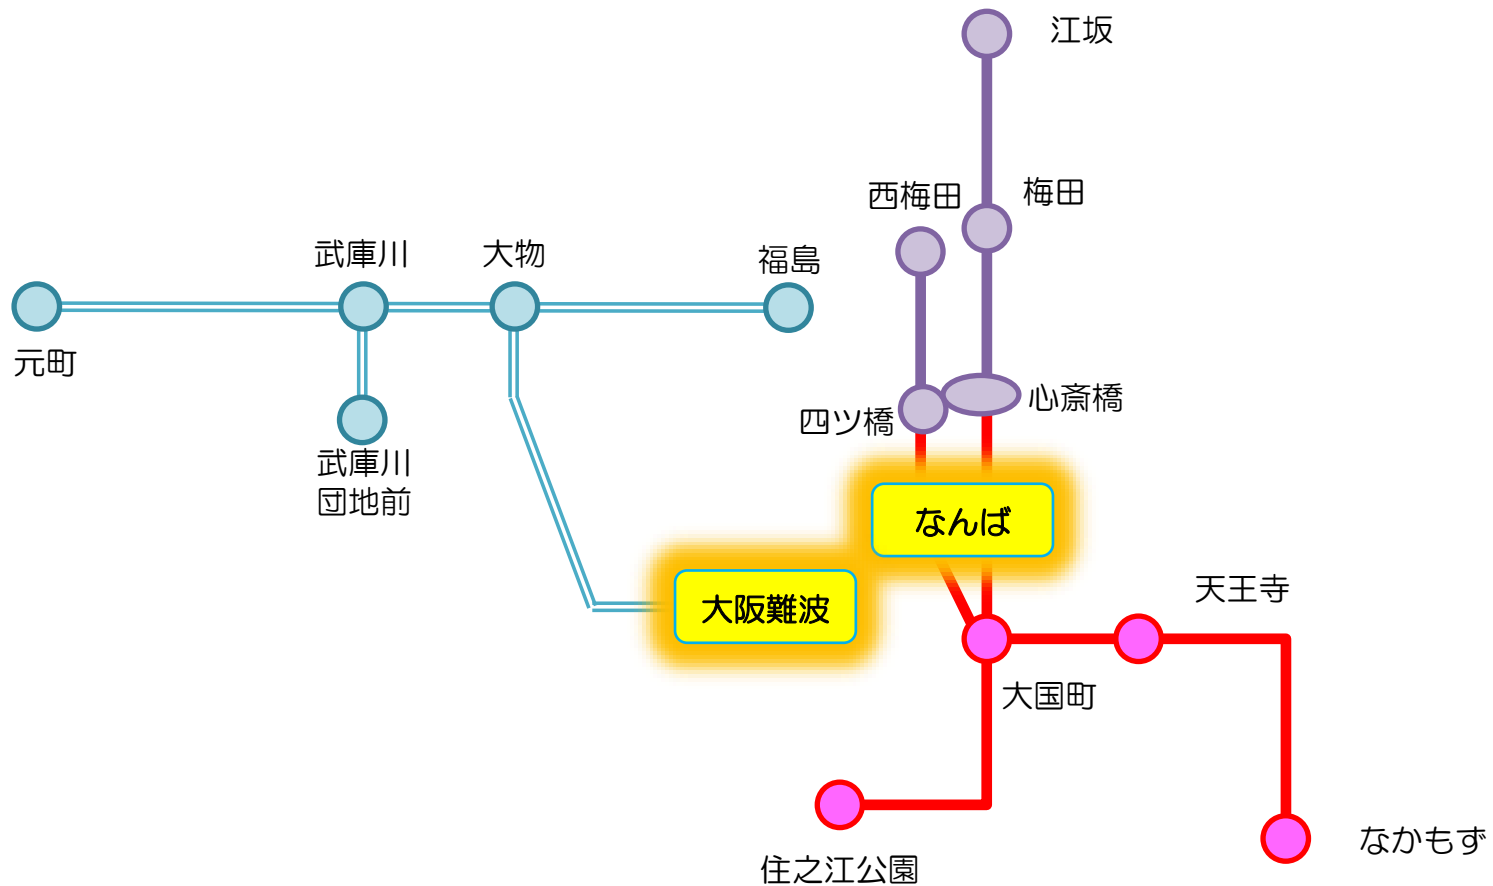 江坂
西梅田
梅田
武庫川
大物
福島
元町
四ツ橋
心斎橋
武庫川
団地前
なんば
大阪難波
天王寺
大国町
なかもず
住之江公園